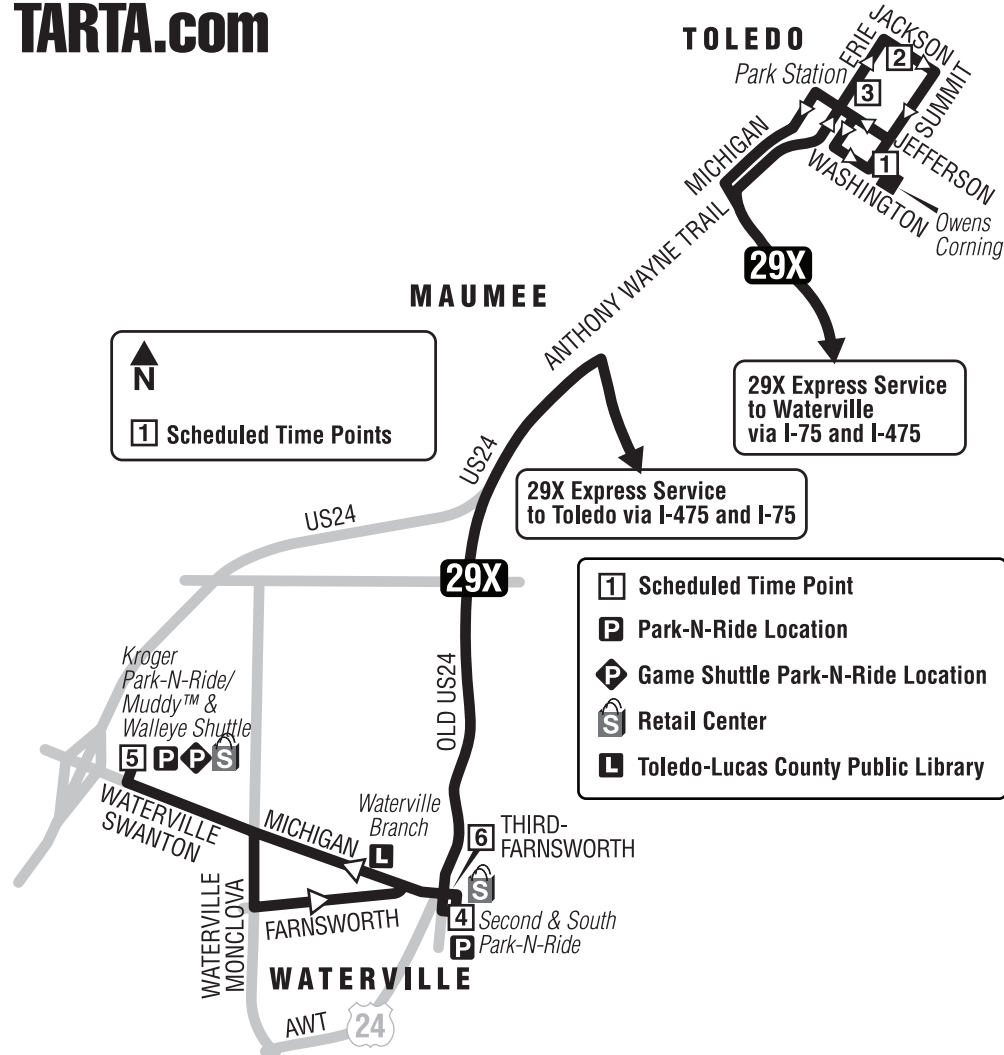 TARTA.com
TOLEDO
Park Station
ERIE
JACKSON
2
SUMMIT
3
JEFFERSON
1
WASHINGTON
MICHIGAN
Owens
Corning
ANTHONY WAYNE TRAIL
29X
MAUMEE
N
1 Scheduled Time Points
29X Express Service
to Waterville
via I-75 and I-475
US24
29X Express Service
to Toledo via I-475 and I-75
US24
29X
1 Scheduled Time Point
P Park-N-Ride Location
P Game Shuttle Park-N-Ride Location
S Retail Center
L Toledo-Lucas County Public Library
Kroger
Park-N-Ride/
Muddy™ &
Walleye Shuttle
5 P P S
OLD US24
WATERVILLE
SWANTON
MICHIGAN
Waterville
Branch
L
6 THIRD-
FARNSWORTH
S
WATERVILLE
MONCLOVA
FARNSWORTH
4 Second & South
P Park-N-Ride
WATERVILLE
AWT
24